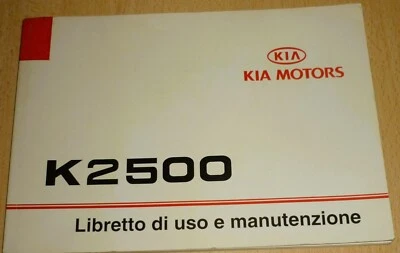 KIA
KIA MOTORS
K2500
Libretto di uso e manutenzione